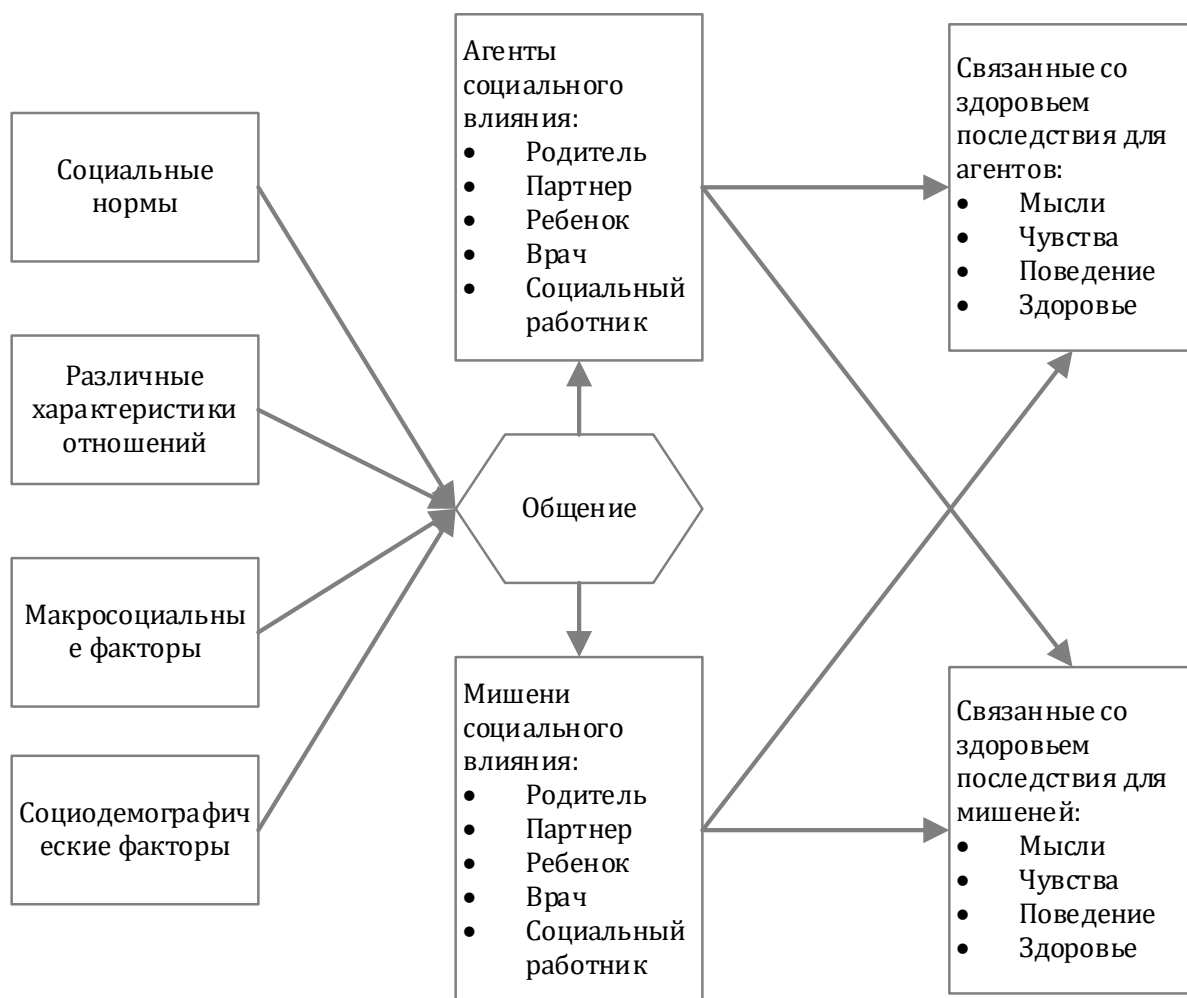 Социальные
нормы
Различные
характеристики
отношений
Макросоциальны
е факторы
Социодемографич
еские факторы
Агенты
социального
влияния:
• Родитель
• Партнер
• Ребенок
• Врач
• Социальный
работник
Общение
Мишени
социального
влияния:
• Родитель
• Партнер
• Ребенок
• Врач
• Социальный
работник
Связанные со
здоровьем
последствия для
агентов:
• Мысли
• Чувства
• Поведение
• Здоровье
Связанные со
здоровьем
последствия для
мишеней:
• Мысли
• Чувства
• Поведение
• Здоровье